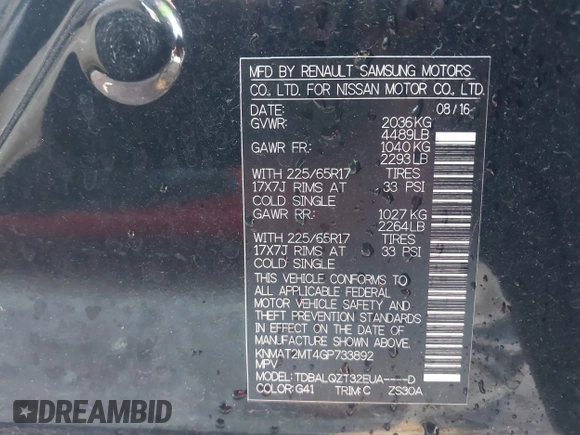 MFD BY RENAULT SAMSUNG MOTORS
CO., LTD. FOR NISSAN MOTOR CO., LTD.
DATE: 08/16
GVWR: 2036KG
4489LB
GAWR FR: 1040KG
2293LB
WITH 225/65R17 TIRES
17X7J RIMS AT 33 PSI
COLD SINGLE
GAWR RR: 1027KG
2264LB
WITH 225/65R17 TIRES
17X7J RIMS AT 33 PSI
COLD SINGLE
THIS VEHICLE CONFORMS TO
ALL APPLICABLE FEDERAL
MOTOR VEHICLE SAFETY AND
THEFT PREVENTION STANDARDS
IN EFFECT ON THE DATE OF
MANUFACTURE SHOWN ABOVE.
KNMAT2MT4GP733892
MPV
MODEL: TDBALQZT32EUA----D
COLOR: G41 TRIM: C ZS30A
DREAMBID
DREAMBID